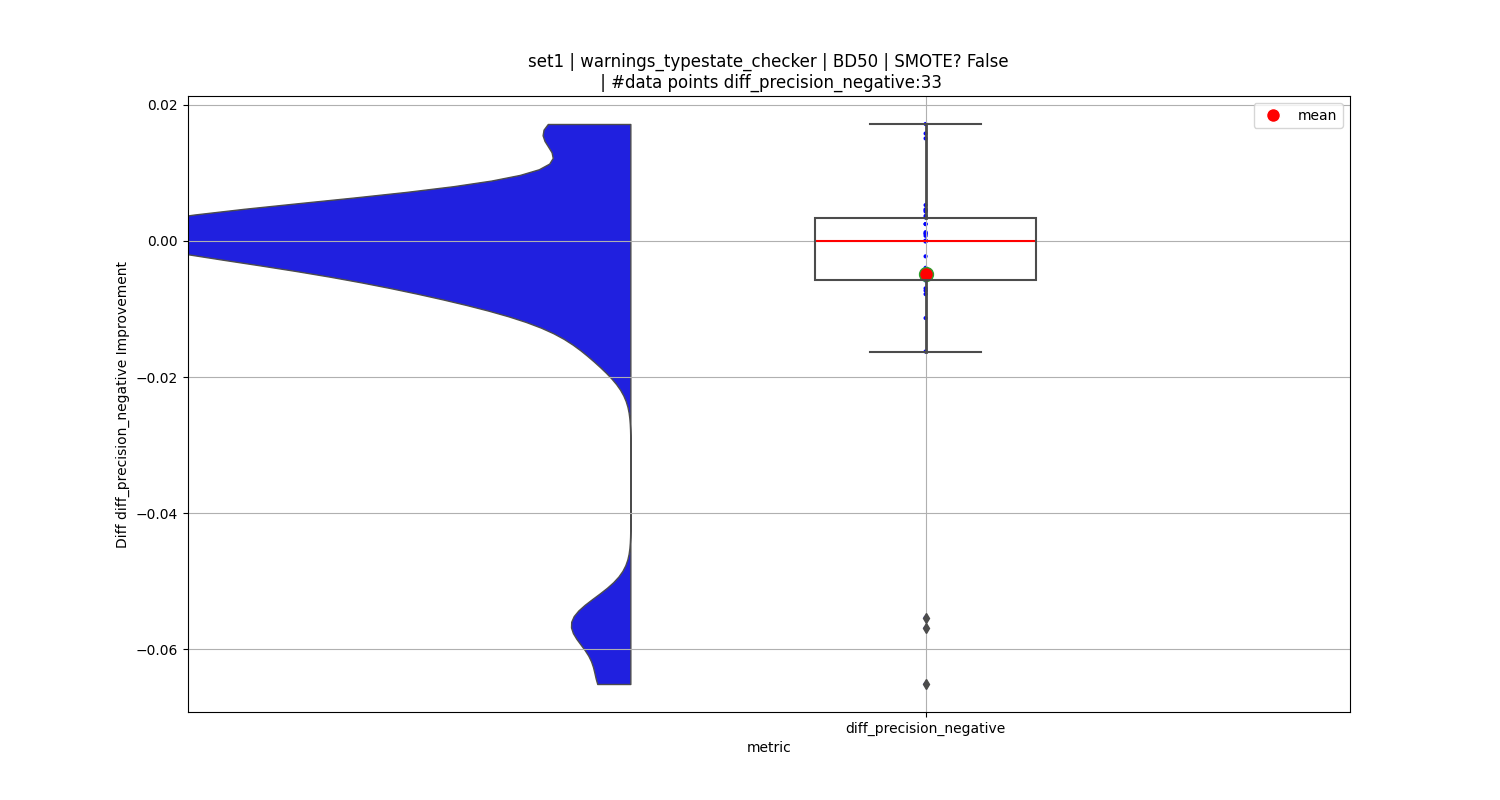 set1 | warnings_typestate_checker | BD50 | SMOTE? False
| #data points diff_precision_negative:33
mean
0.02
0.00
−0.02
−0.04
−0.06
Diff diff_precision_negative Improvement
diff_precision_negative
metric